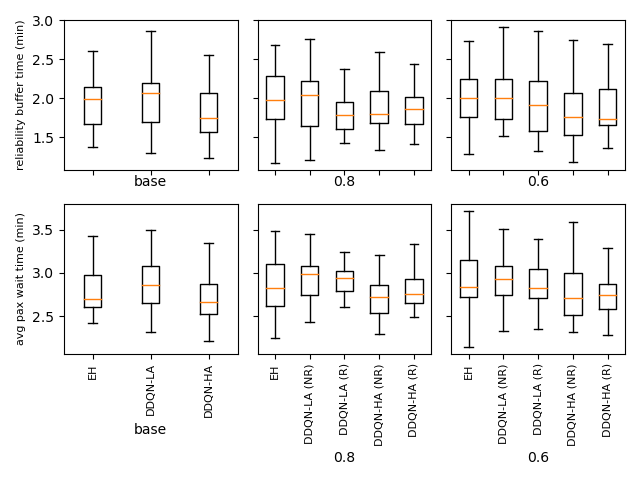 reliability buffer time (min)
3.0
2.5
2.0
1.5
base
0.8
0.6
avg pax wait time (min)
3.5
3.0
2.5
EH
DDQN-LA
DDQN-HA
base
EH
DDQN-LA (NR)
DDQN-LA (R)
DDQN-HA (NR)
DDQN-HA (R)
0.8
EH
DDQN-LA (NR)
DDQN-LA (R)
DDQN-HA (NR)
DDQN-HA (R)
0.6